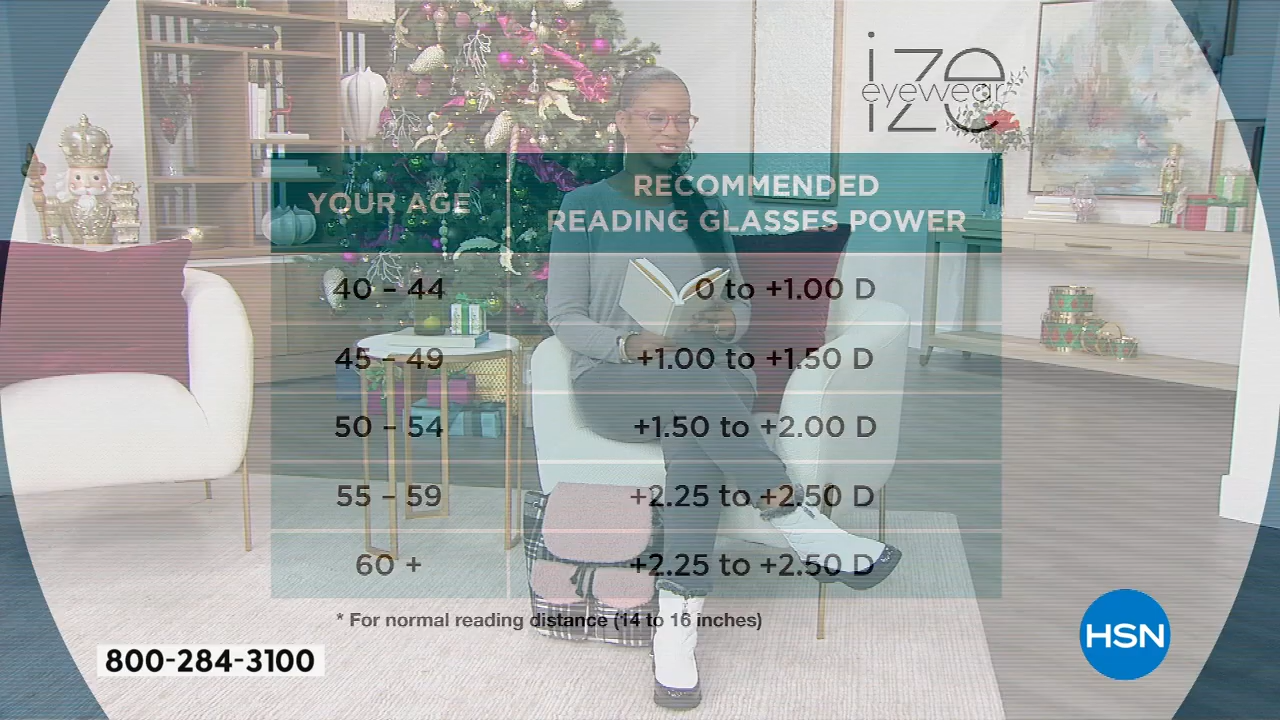 ize
eyewear
YOUR AGE
RECOMMENDED
READING GLASSES POWER
40 – 44
0 to +1.00 D
45 – 49
+1.00 to +1.50 D
50 – 54
+1.50 to +2.00 D
55 – 59
+2.25 to +2.50 D
60 +
+2.25 to +2.50 D
* For normal reading distance (14 to 16 inches)
800-284-3100
HSN